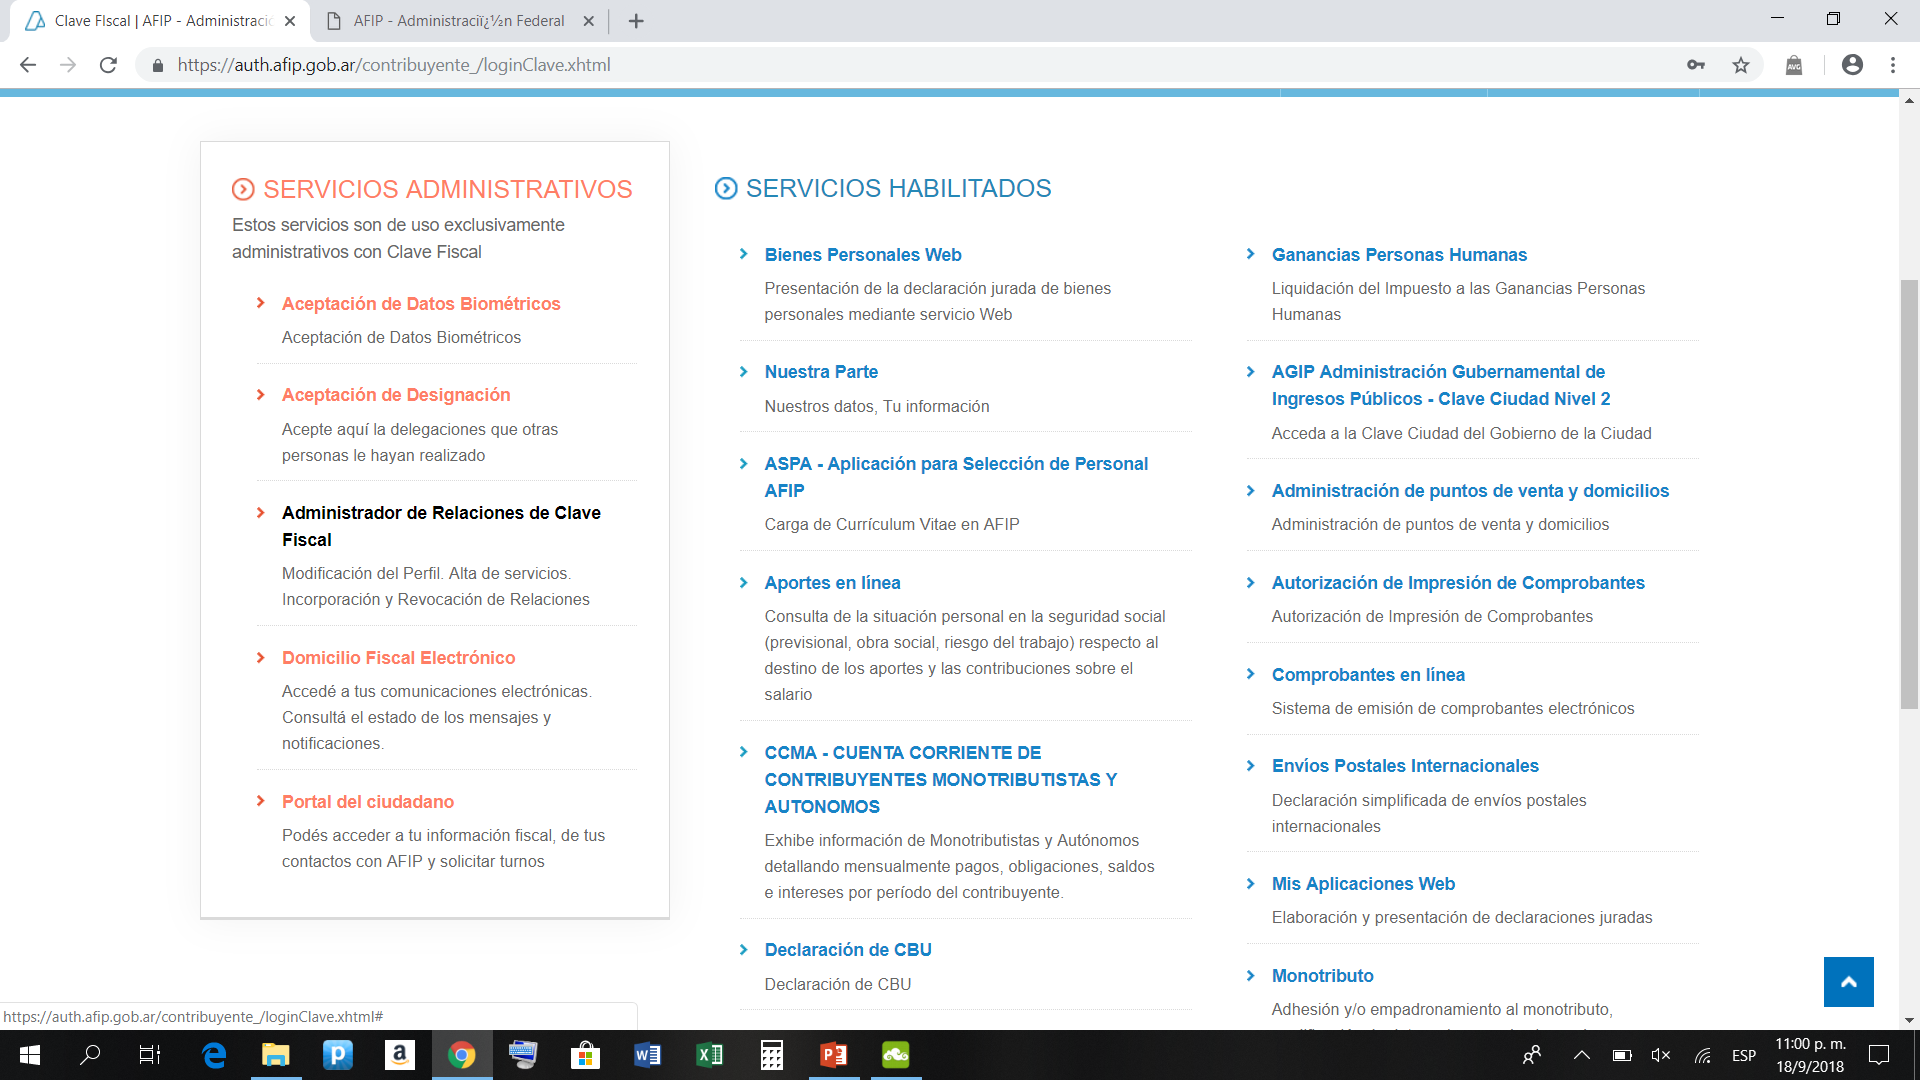 Clave FIscal | AFIP - Administraci
AFIP - Administraciï¿½n Federal
https://auth.afip.gob.ar/contribuyente_/loginClave.xhtml
SERVICIOS ADMINISTRATIVOS
Estos servicios son de uso exclusivamente
administrativos con Clave Fiscal
Aceptación de Datos Biométricos
Aceptación de Datos Biométricos
Aceptación de Designación
Acepte aquí la delegaciones que otras
personas le hayan realizado
Administrador de Relaciones de Clave
Fiscal
Modificación del Perfil. Alta de servicios.
Incorporación y Revocación de Relaciones
Domicilio Fiscal Electrónico
Accedé a tus comunicaciones electrónicas.
Consultá el estado de los mensajes y
notificaciones.
Portal del ciudadano
Podés acceder a tu información fiscal, de tus
contactos con AFIP y solicitar turnos
SERVICIOS HABILITADOS
Bienes Personales Web
Presentación de la declaración jurada de bienes
personales mediante servicio Web
Nuestra Parte
Nuestros datos, Tu información
ASPA - Aplicación para Selección de Personal
AFIP
Carga de Currículum Vitae en AFIP
Aportes en línea
Consulta de la situación personal en la seguridad social
(previsional, obra social, riesgo del trabajo) respecto al
destino de los aportes y las contribuciones sobre el
salario
CCMA - CUENTA CORRIENTE DE
CONTRIBUYENTES MONOTRIBUTISTAS Y
AUTONOMOS
Exhibe información de Monotributistas y Autónomos
detallando mensualmente pagos, obligaciones, saldos
e intereses por período del contribuyente.
Declaración de CBU
Declaración de CBU
Ganancias Personas Humanas
Liquidación del Impuesto a las Ganancias Personas
Humanas
AGIP Administración Gubernamental de
Ingresos Públicos - Clave Ciudad Nivel 2
Acceda a la Clave Ciudad del Gobierno de la Ciudad
Administración de puntos de venta y domicilios
Administración de puntos de venta y domicilios
Autorización de Impresión de Comprobantes
Autorización de Impresión de Comprobantes
Comprobantes en línea
Sistema de emisión de comprobantes electrónicos
Envíos Postales Internacionales
Declaración simplificada de envíos postales
internacionales
Mis Aplicaciones Web
Elaboración y presentación de declaraciones juradas
Monotributo
Adhesión y/o empadronamiento al monotributo,
https://auth.afip.gob.ar/contribuyente_/loginClave.xhtml#
ESP
11:00 p. m.
18/9/2018